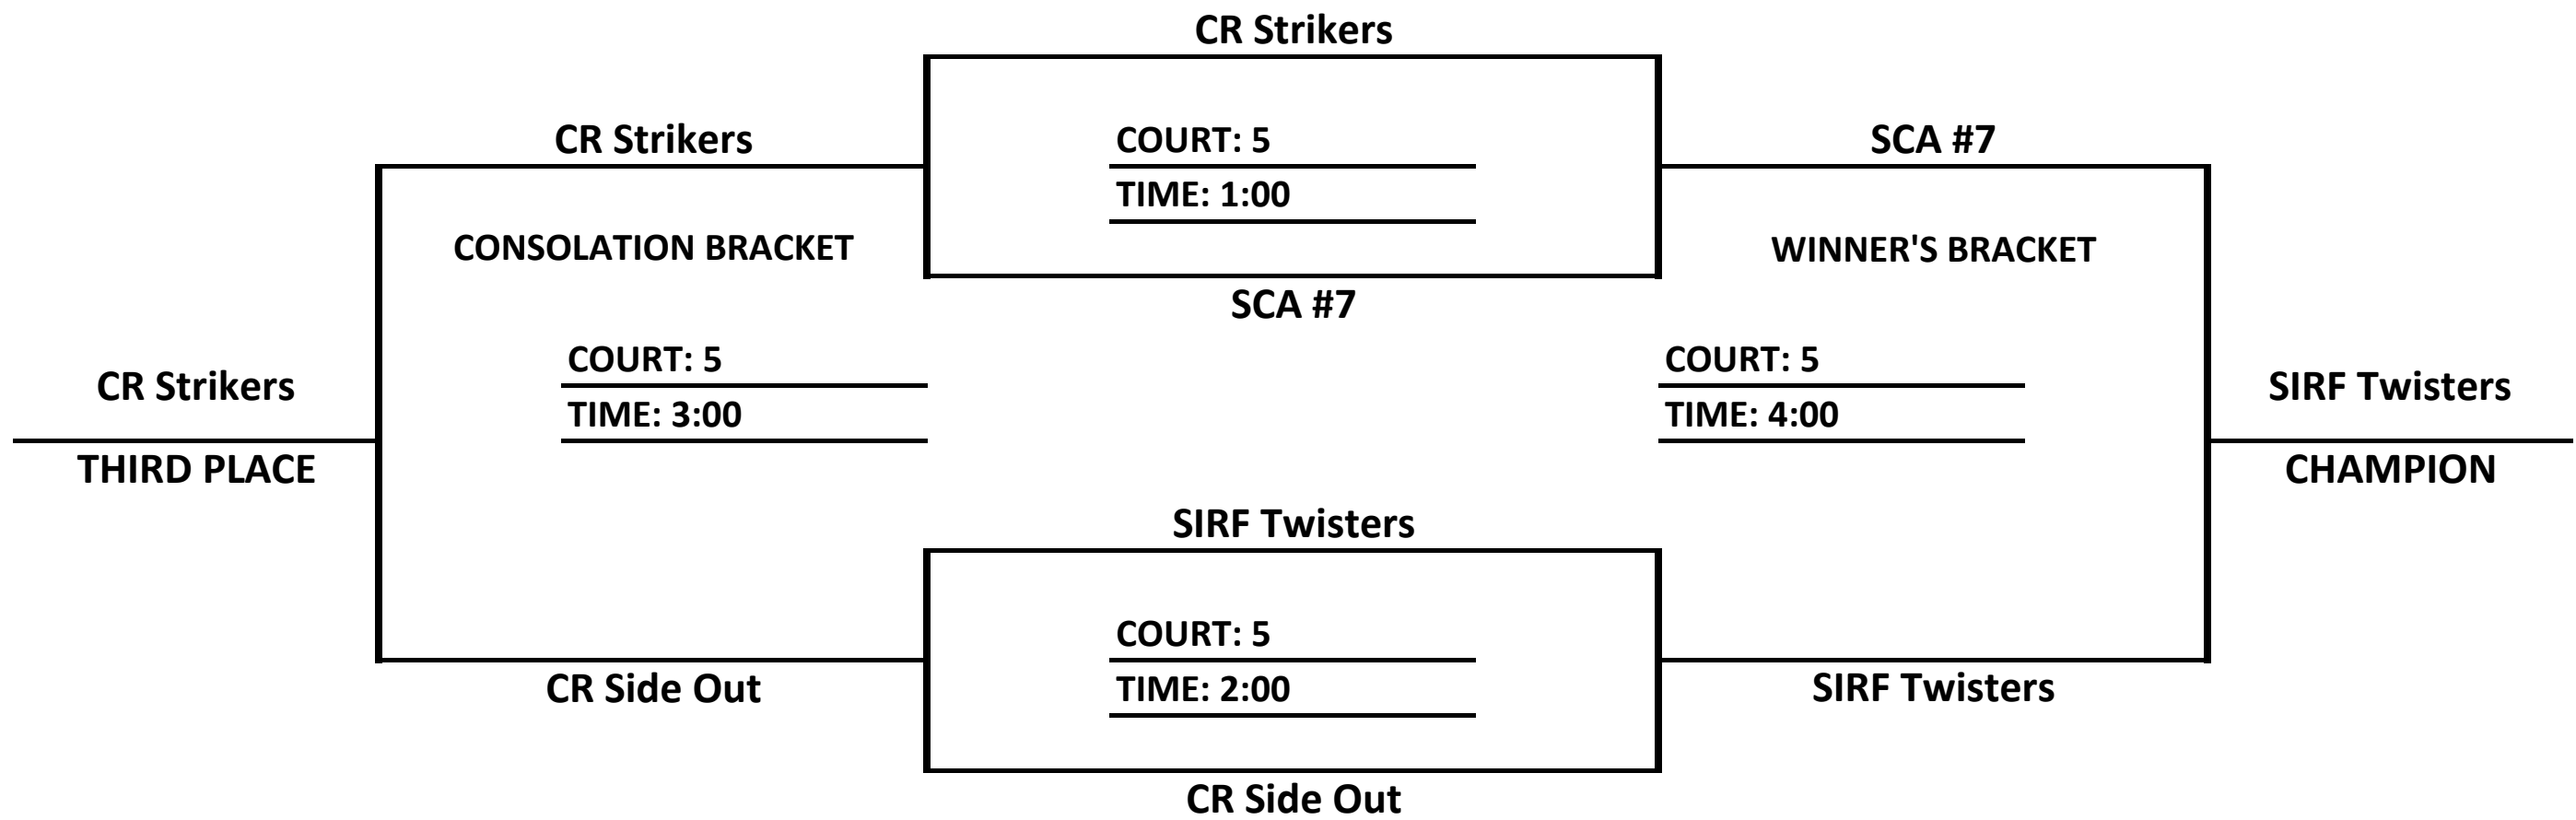 CR Strikers
CR Strikers
COURT: 5
SCA #7
TIME: 1:00
CONSOLATION BRACKET
WINNER'S BRACKET
SCA #7
COURT: 5
COURT: 5
CR Strikers
SIRF Twisters
TIME: 3:00
TIME: 4:00
THIRD PLACE
CHAMPION
SIRF Twisters
COURT: 5
CR Side Out
TIME: 2:00
SIRF Twisters
CR Side Out